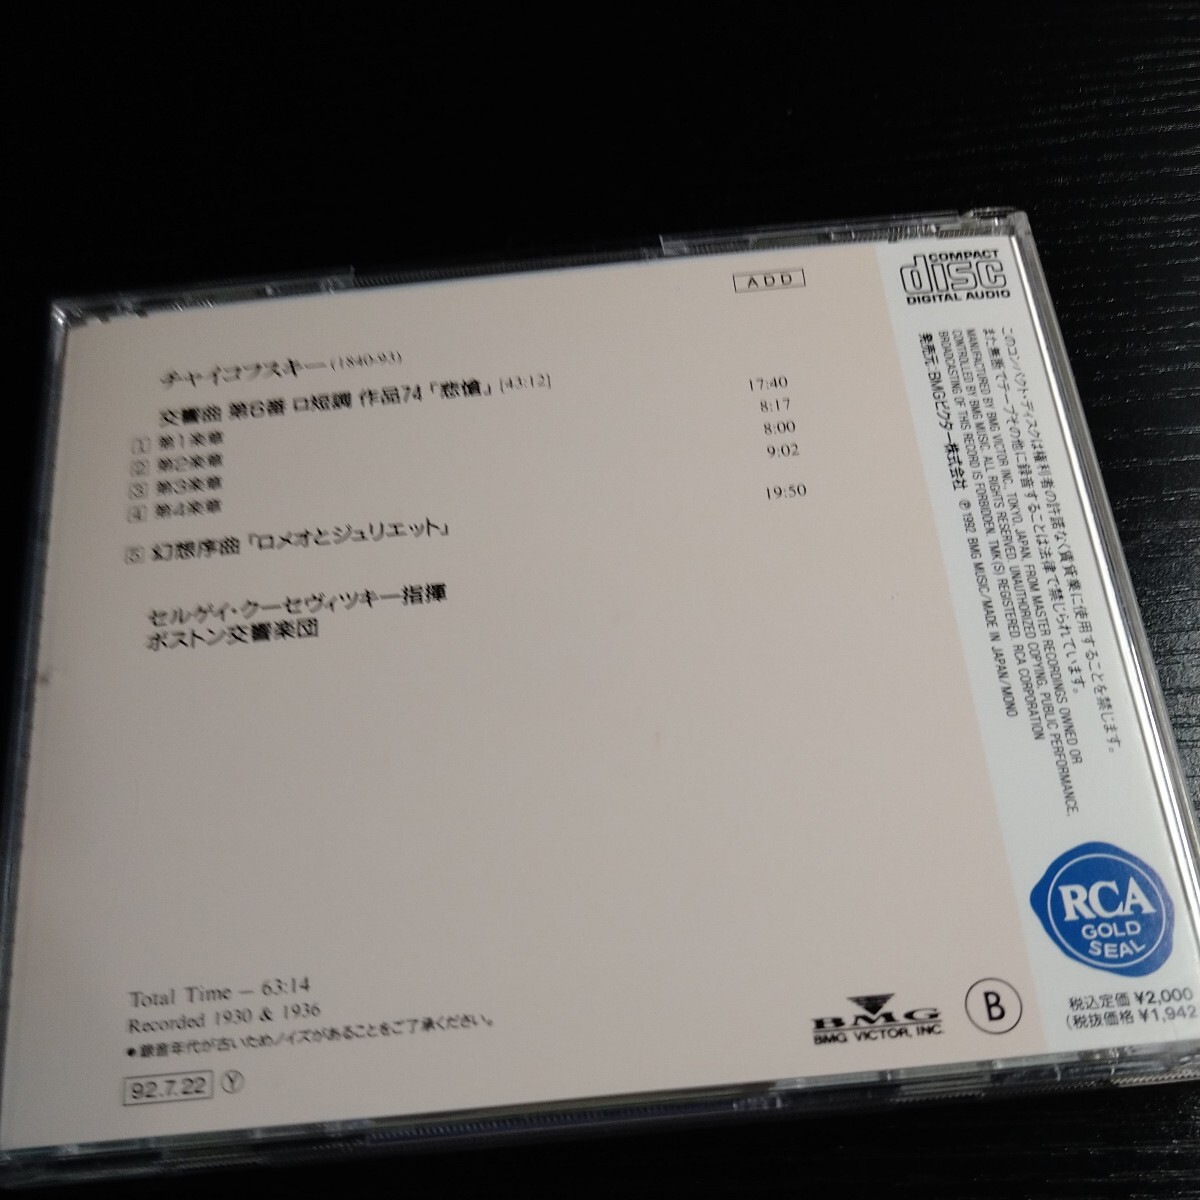 ADD
チャイコフスキー (1840-93)
交響曲 第6番 ロ短調 作品74「悲愴」[43:12]
1 第1楽章 17:40
2 第2楽章 8:17
3 第3楽章 8:00
4 第4楽章 9:02
5 幻想序曲「ロメオとジュリエット」 19:50
セルゲイ・クーセヴィツキー指揮
ボストン交響楽団
Total Time — 63:14
Recorded 1930 & 1936
●録音年代が古いためノイズがあることをご了承ください。
92.7.22 Y
BMG
BMG VICTOR, INC.
B
COMPACT
disc
DIGITAL AUDIO
このコンパクト・ディスクは権利者の許諾なく賃貸業に使用することを禁じます。
また無断でテープその他に録音することは法律で禁じられています。
MANUFACTURED BY BMG VICTOR INC., TOKYO, JAPAN. FROM MASTER RECORDINGS OWNED OR
CONTROLLED BY BMG MUSIC. ALL RIGHTS RESERVED. UNAUTHORIZED COPYING, PUBLIC PERFORMANCE,
BROADCASTING OF THIS RECORD IS FORBIDDEN. TMK(S) REGISTERED. RCA CORPORATION
発売元:BMGビクター株式会社 ℗ 1992 BMG MUSIC/MADE IN JAPAN/MONO
RCA
GOLD
SEAL
税込定価 ¥2,000
(税抜価格 ¥1,942